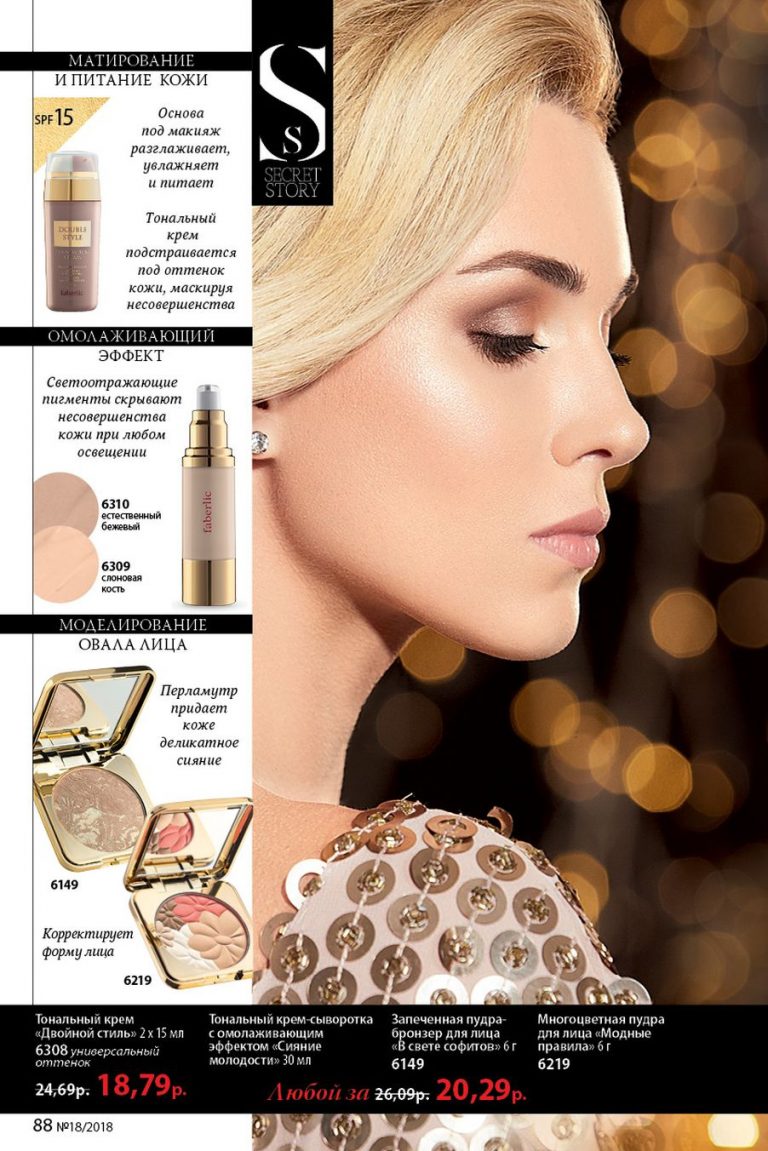 МАТИРОВАНИЕ
И ПИТАНИЕ КОЖИ
SPF 15
Основа
под макияж
разглаживает,
увлажняет
и питает
Тональный
крем
подстраивается
под оттенок
кожи, маскируя
несовершенства
DOUBLE
STYLE
faberlic
S
S
SECRET
STORY
ОМОЛАЖИВАЮЩИЙ
ЭФФЕКТ
Светоотражающие
пигменты скрывают
несовершенства
кожи при любом
освещении
6310
естественный
бежевый
6309
слоновая
кость
faberlic
МОДЕЛИРОВАНИЕ
ОВАЛА ЛИЦА
Перламутр
придает
коже
деликатное
сияние
6149
Корректирует
форму лица
6219
Тональный крем
«Двойной стиль» 2 х 15 мл
6308 универсальный
оттенок
24,69р. 18,79р.
Тональный крем-сыворотка
с омолаживающим
эффектом «Сияние
молодости» 30 мл
Запеченная пудра-
бронзер для лица
«В свете софитов» 6 г
6149
Многоцветная пудра
для лица «Модные
правила» 6 г
6219
Любой за 26,09р. 20,29р.
88 №18/2018